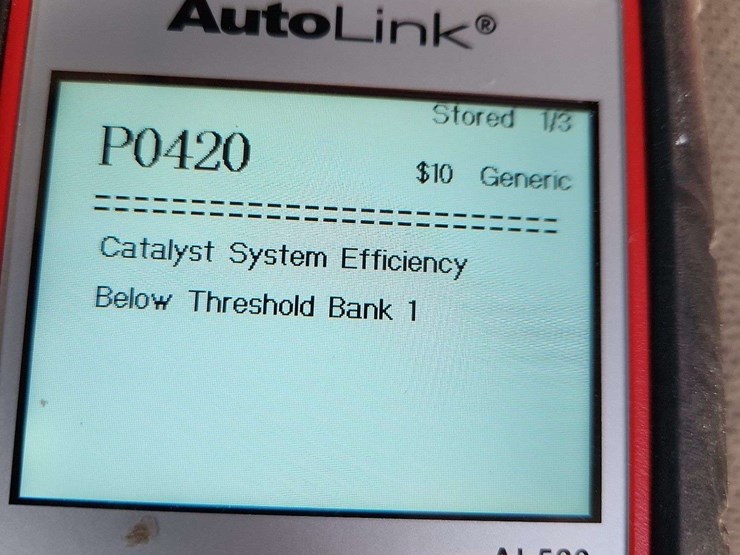 AutoLink®
Stored 1/3
P0420
$10 Generic
==========================
Catalyst System Efficiency
Below Threshold Bank 1